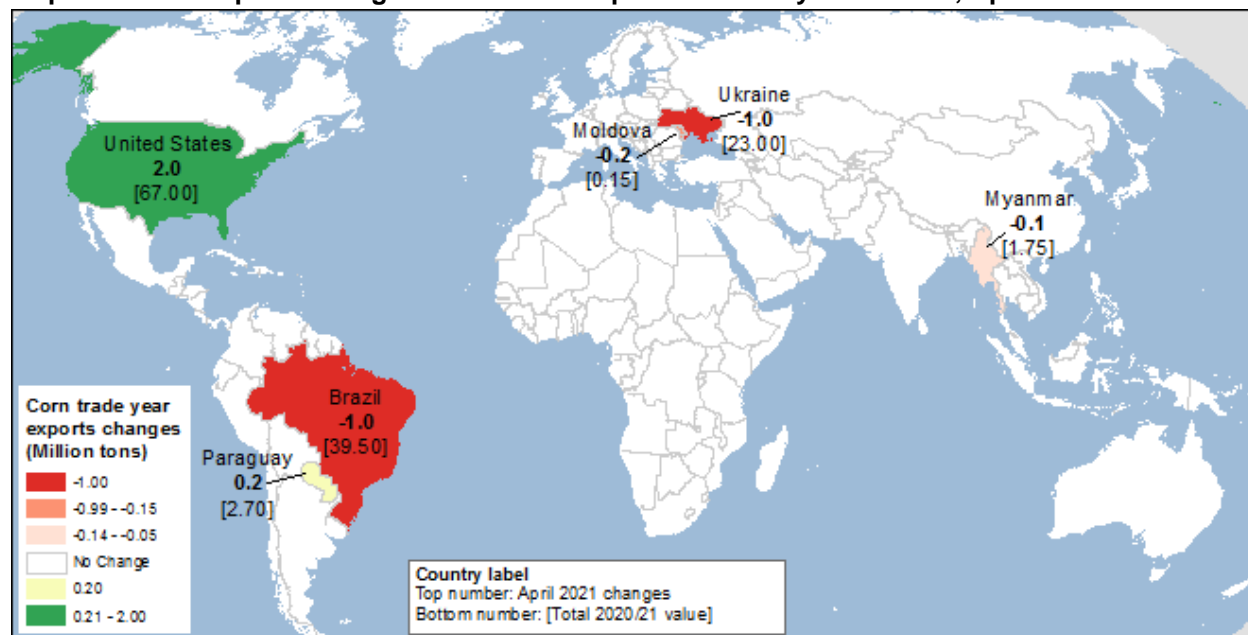 United States
2.0
[67.00]
Ukraine
-1.0
[23.00]
Moldova
-0.2
[0.15]
Myanmar
-0.1
[1.75]
Brazil
-1.0
[39.50]
Paraguay
0.2
[2.70]
Corn trade year
exports changes
(Million tons)
-1.00
-0.99 - -0.15
-0.14 - -0.05
No Change
0.20
0.21 - 2.00
Country label
Top number: April 2021 changes
Bottom number: [Total 2020/21 value]